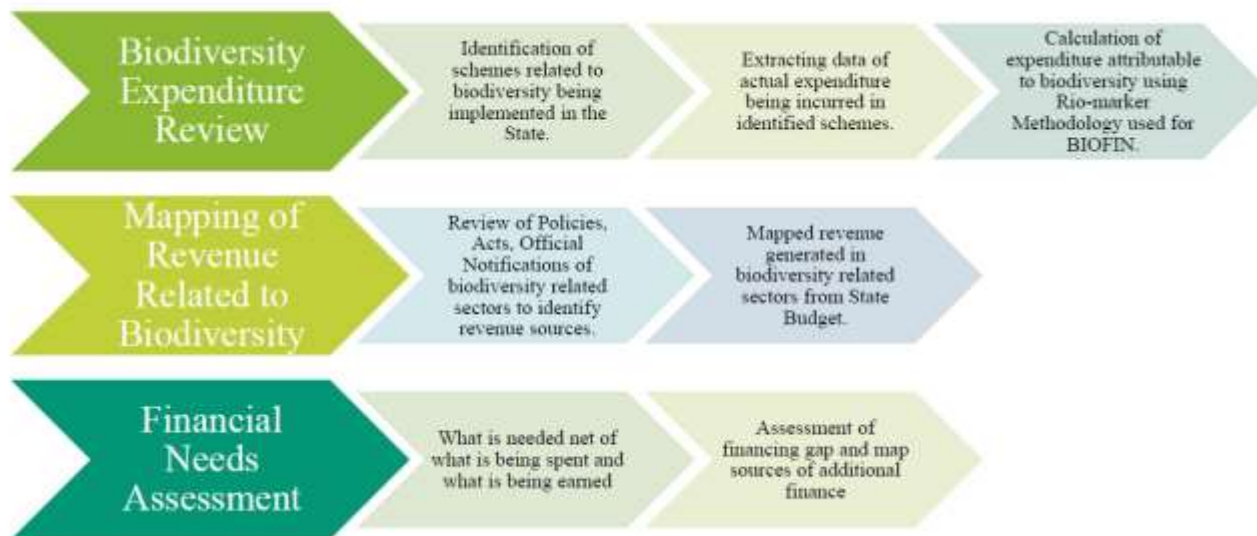 Biodiversity
Expenditure
Review
Identification of
schemes related to
biodiversity being
implemented in the
State.
Extracting data of
actual expenditure
being incurred in
identified schemes.
Calculation of
expenditure attributable
to biodiversity using
Rio-marker
Methodology used for
BIOFIN.
Mapping of
Revenue
Related to
Biodiversity
Review of Policies,
Acts, Official
Notifications of
biodiversity related
sectors to identify
revenue sources.
Mapped revenue
generated in
biodiversity related
sectors from State
Budget.
Financial
Needs
Assessment
What is needed net of
what is being spent and
what is being earned
Assessment of
financing gap and map
sources of additional
finance